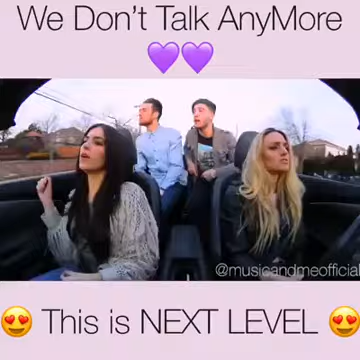 We Don't Talk AnyMore
💜💜
@musicandmeofficial
😍 This is NEXT LEVEL 😍